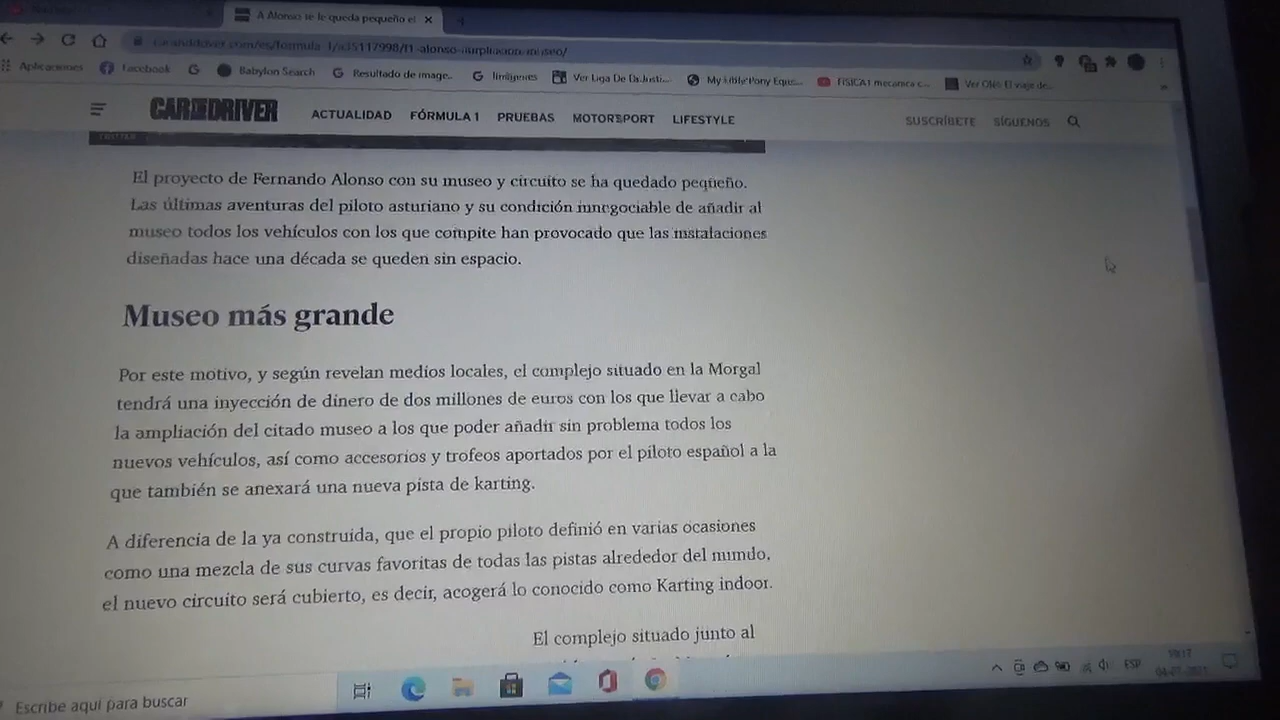 A Alonso se le queda pequeño el
Aplicaciones
Facebook
Babylon Search
Resultado de image...
Imágenes
Ver Liga De La Justi...
My Little Pony Eque...
FISICA1 mecanica c...
CAR AND DRIVER
ACTUALIDAD
FÓRMULA 1
PRUEBAS
MOTORSPORT
LIFESTYLE
SUSCRÍBETE
SÍGUENOS
TWITTER
El proyecto de Fernando Alonso con su museo y circuito se ha quedado pequeño.
Las últimas aventuras del piloto asturiano y su condición innegociable de añadir al
museo todos los vehículos con los que compite han provocado que las instalaciones
diseñadas hace una década se queden sin espacio.
Museo más grande
Por este motivo, y según revelan medios locales, el complejo situado en la Morgal
tendrá una inyección de dinero de dos millones de euros con los que llevar a cabo
la ampliación del citado museo a los que poder añadir sin problema todos los
nuevos vehículos, así como accesorios y trofeos aportados por el piloto español a la
que también se anexará una nueva pista de karting.
A diferencia de la ya construida, que el propio piloto definió en varias ocasiones
como una mezcla de sus curvas favoritas de todas las pistas alrededor del mundo,
el nuevo circuito será cubierto, es decir, acogerá lo conocido como Karting indoor.
El complejo situado junto al
Escribe aquí para buscar
ESP